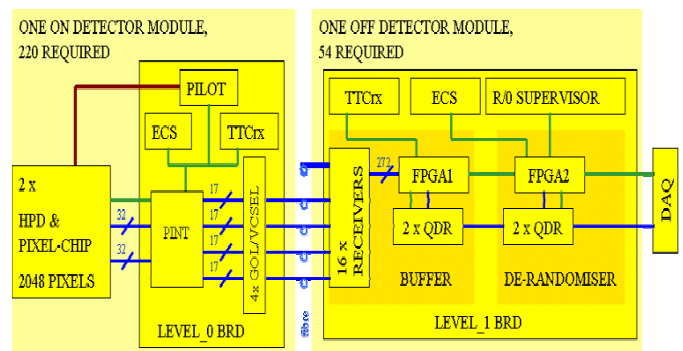 ONE ON DETECTOR MODULE,
220 REQUIRED
ONE OFF DETECTOR MODULE,
54 REQUIRED
PILOT
ECS
TTCrx
2 x
HPD &
PIXEL-CHIP
2048 PIXELS
32
32
PINT
17
17
17
17
4x GOL/VCSEL
LEVEL_0 BRD
fibre
TTCrx
ECS
R/0 SUPERVISOR
16 x
RECEIVERS
272
FPGA1
FPGA2
2 x QDR
2 x QDR
BUFFER
DE-RANDOMISER
LEVEL_1 BRD
DAQ